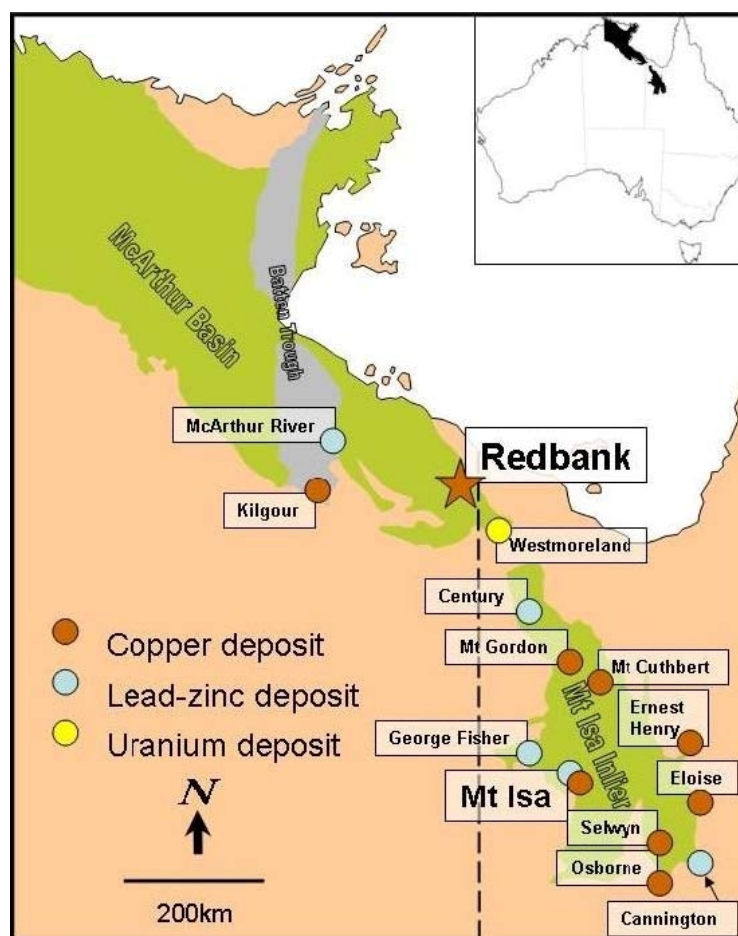 McArthur Basin
Batten Trough
McArthur River
Redbank
Kilgour
Westmoreland
Century
Copper deposit
Mt Gordon
Mt Cuthbert
Lead-zinc deposit
Mt Isa Inlier
Ernest
Henry
Uranium deposit
George Fisher
N
Mt Isa
Eloise
Selwyn
Osborne
200km
Cannington